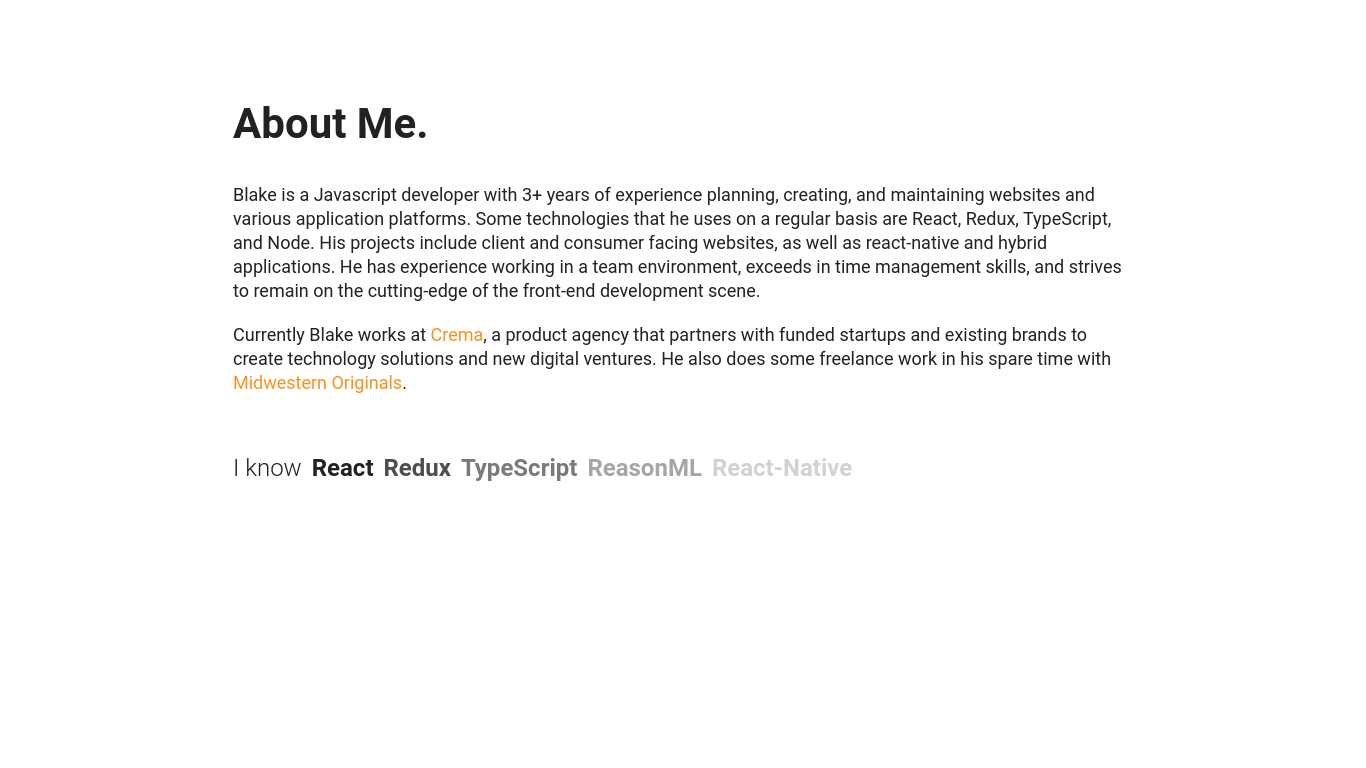 About Me.
Blake is a Javascript developer with 3+ years of experience planning, creating, and maintaining websites and
various application platforms. Some technologies that he uses on a regular basis are React, Redux, TypeScript,
and Node. His projects include client and consumer facing websites, as well as react-native and hybrid
applications. He has experience working in a team environment, exceeds in time management skills, and strives
to remain on the cutting-edge of the front-end development scene.
Currently Blake works at Crema, a product agency that partners with funded startups and existing brands to
create technology solutions and new digital ventures. He also does some freelance work in his spare time with
Midwestern Originals.
I know React Redux TypeScript ReasonML React-Native